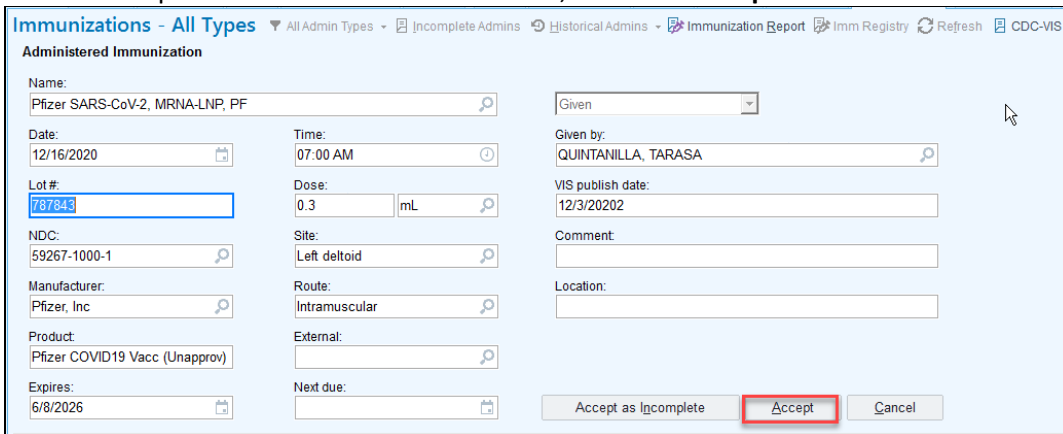 Immunizations - All Types All Admin Types Incomplete Admins Historical Admins Immunization Report Imm Registry Refresh CDC-VIS
Administered Immunization
Name:
Pfizer SARS-CoV-2, MRNA-LNP, PF Given
Date: Time: Given by:
12/16/2020 07:00 AM QUINTANILLA, TARASA
Lot #: Dose: VIS publish date:
787843 0.3 mL 12/3/20202
NDC: Site: Comment:
59267-1000-1 Left deltoid
Manufacturer: Route: Location:
Pfizer, Inc Intramuscular
Product: External:
Pfizer COVID19 Vacc (Unapprov)
Expires: Next due:
6/8/2026 Accept as Incomplete Accept Cancel